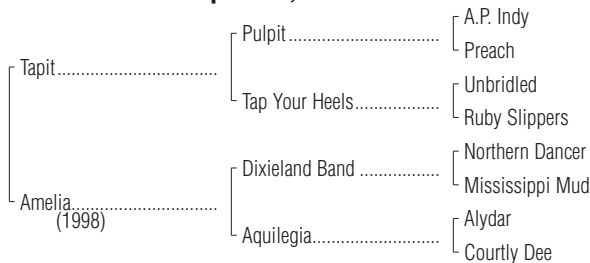 A.P. Indy
Pulpit
Preach
Tapit
Unbridled
Tap Your Heels
Ruby Slippers
Northern Dancer
Dixieland Band
Mississippi Mud
Amelia
(1998)
Alydar
Aquilegia
Courtly Dee